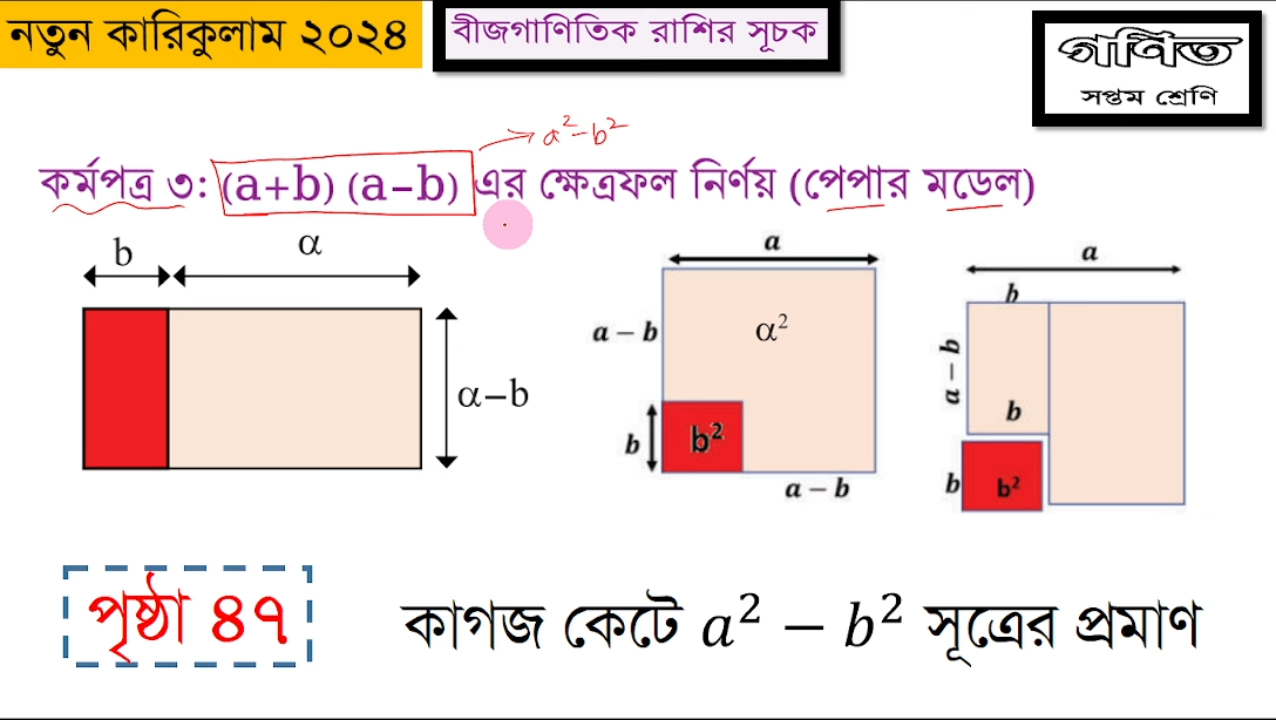 নতুন কারিকুলাম ২০২৪
বীজগাণিতিক রাশির সূচক
গণিত
সপ্তম শ্রেণি
a²-b²
কর্মপত্র ৩: (a+b) (a-b) এর ক্ষেত্রফল নির্ণয় (পেপার মডেল)
b
α
α-b
a
a - b
α²
b
b²
a - b
a
b
a - b
b
b
b²
পৃষ্ঠা ৪৭
কাগজ কেটে a² - b² সূত্রের প্রমাণ